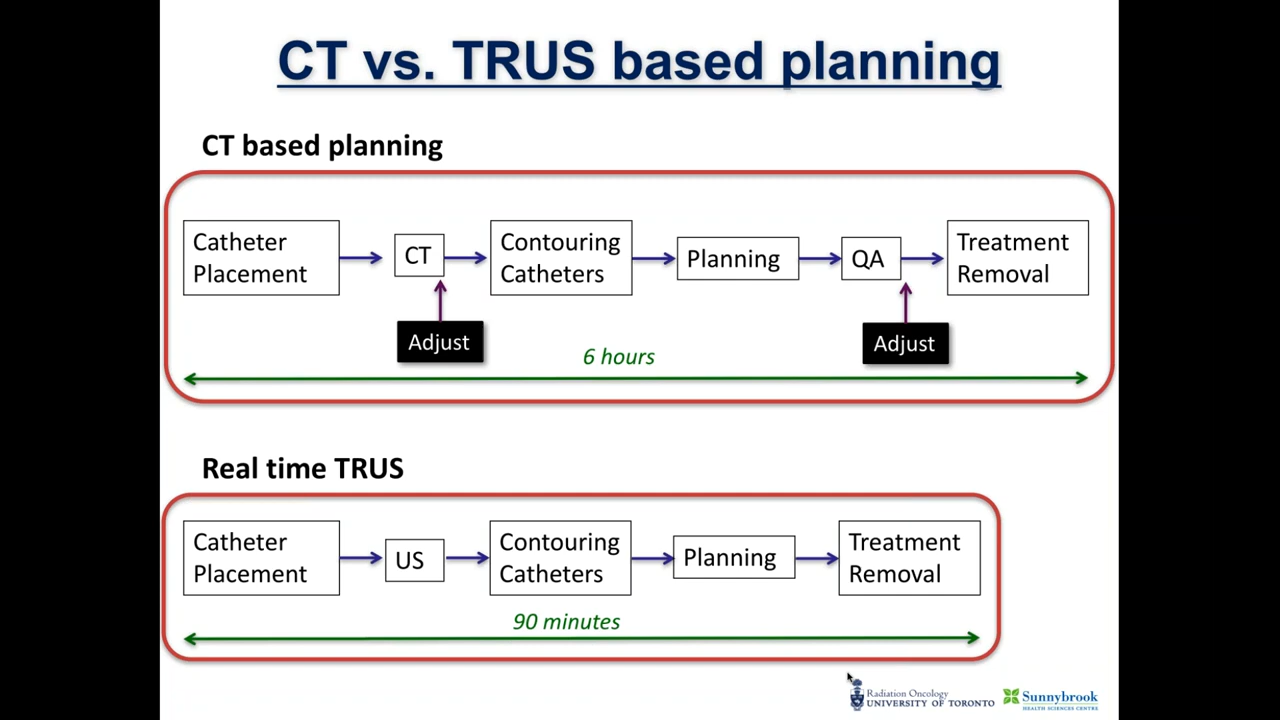 CT vs. TRUS based planning
CT based planning
Catheter
Placement
CT
Contouring
Catheters
Planning
QA
Treatment
Removal
Adjust
Adjust
6 hours
Real time TRUS
Catheter
Placement
US
Contouring
Catheters
Planning
Treatment
Removal
90 minutes
Radiation Oncology
UNIVERSITY OF TORONTO
Sunnybrook
HEALTH SCIENCES CENTRE